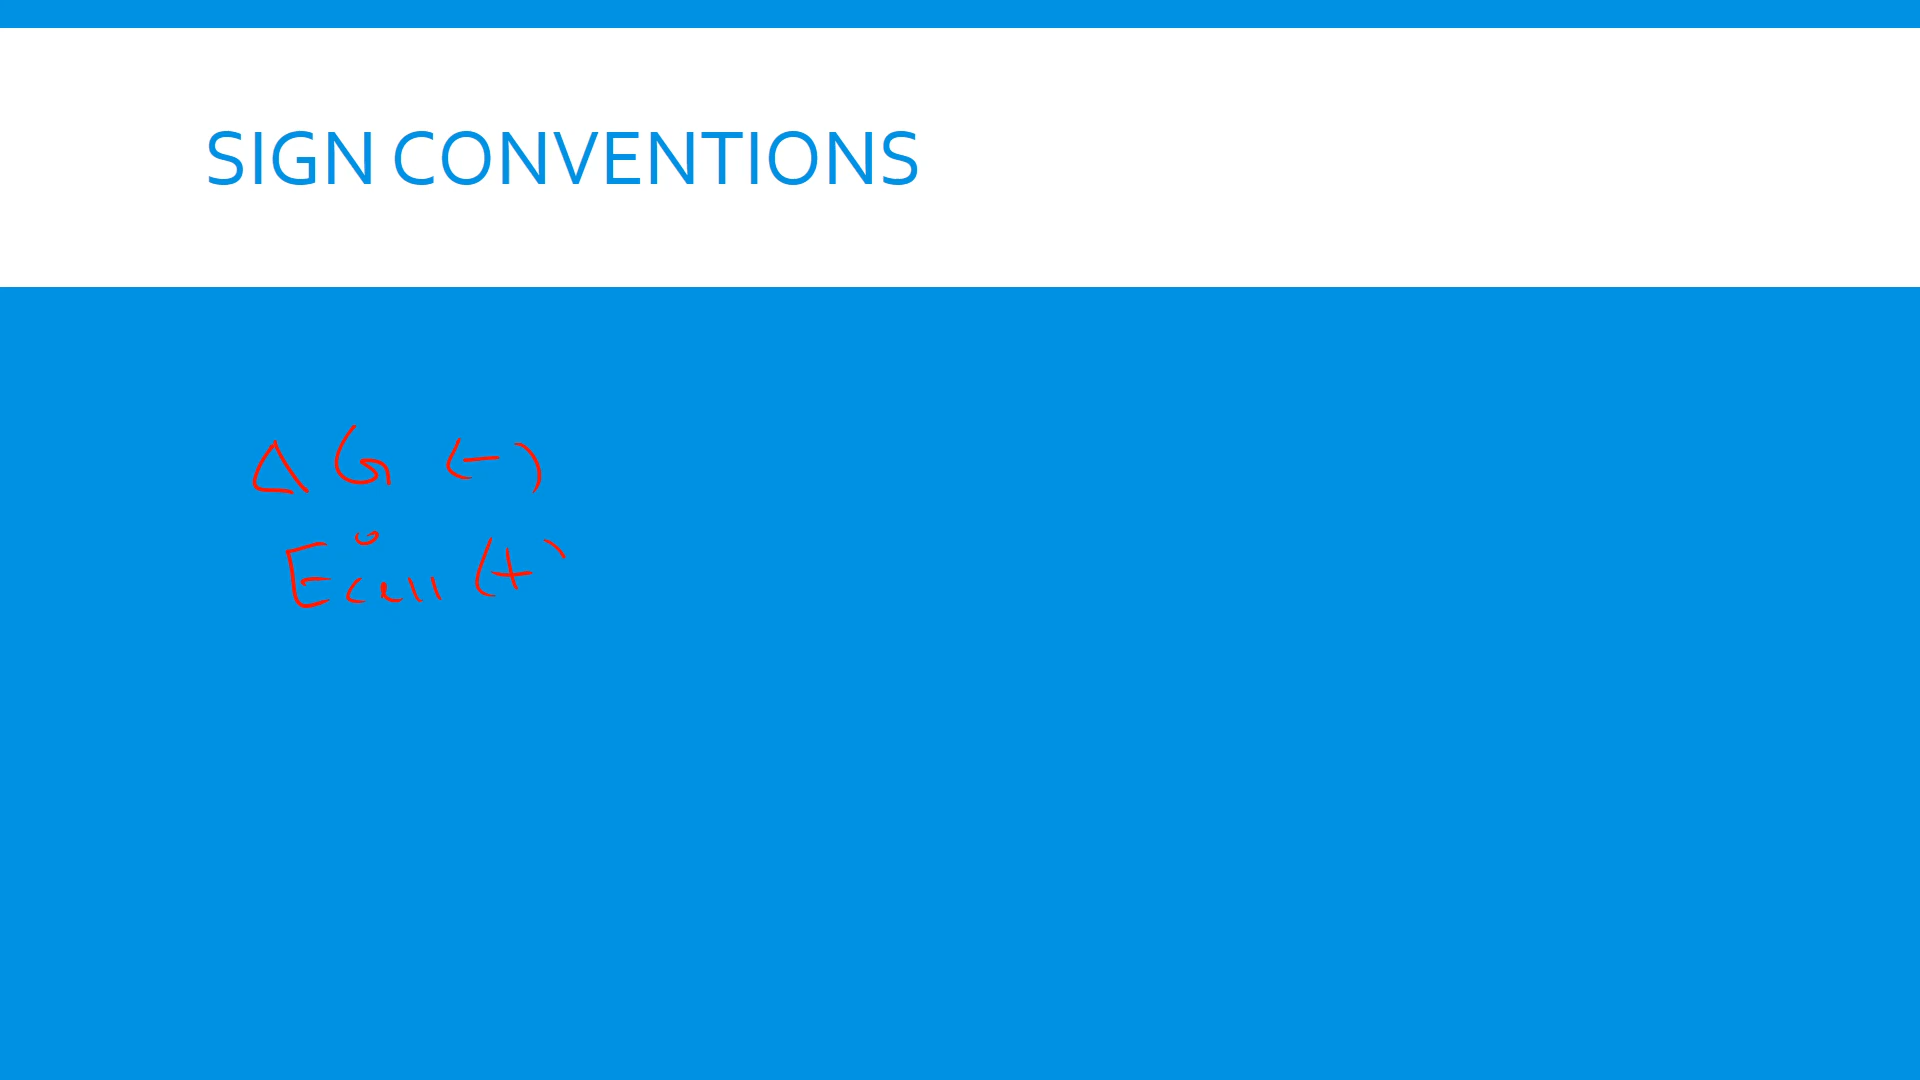 SIGN CONVENTIONS
ΔG (-)
E°cell (+)